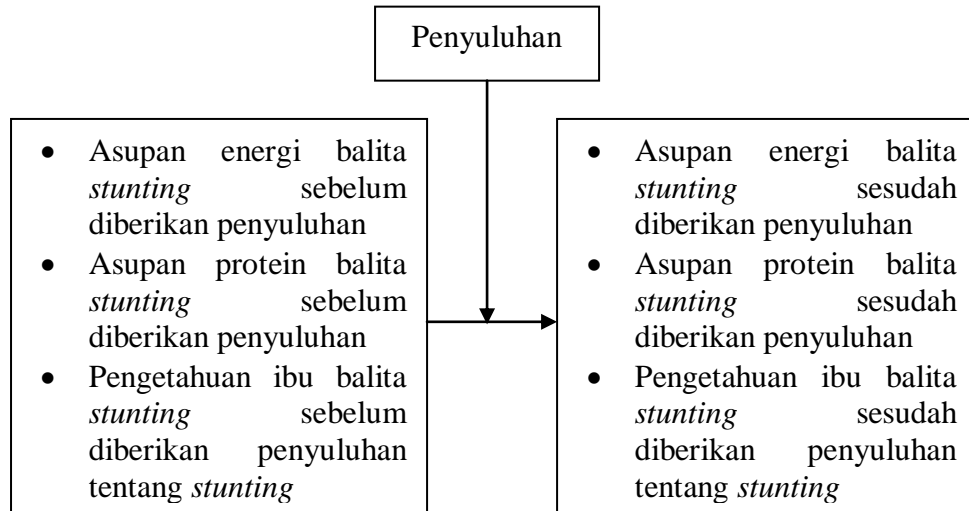 Penyuluhan
• Asupan energi balita
stunting sebelum
diberikan penyuluhan
• Asupan protein balita
stunting sebelum
diberikan penyuluhan
• Pengetahuan ibu balita
stunting sebelum
diberikan penyuluhan
tentang stunting
• Asupan energi balita
stunting sesudah
diberikan penyuluhan
• Asupan protein balita
stunting sesudah
diberikan penyuluhan
• Pengetahuan ibu balita
stunting sesudah
diberikan penyuluhan
tentang stunting